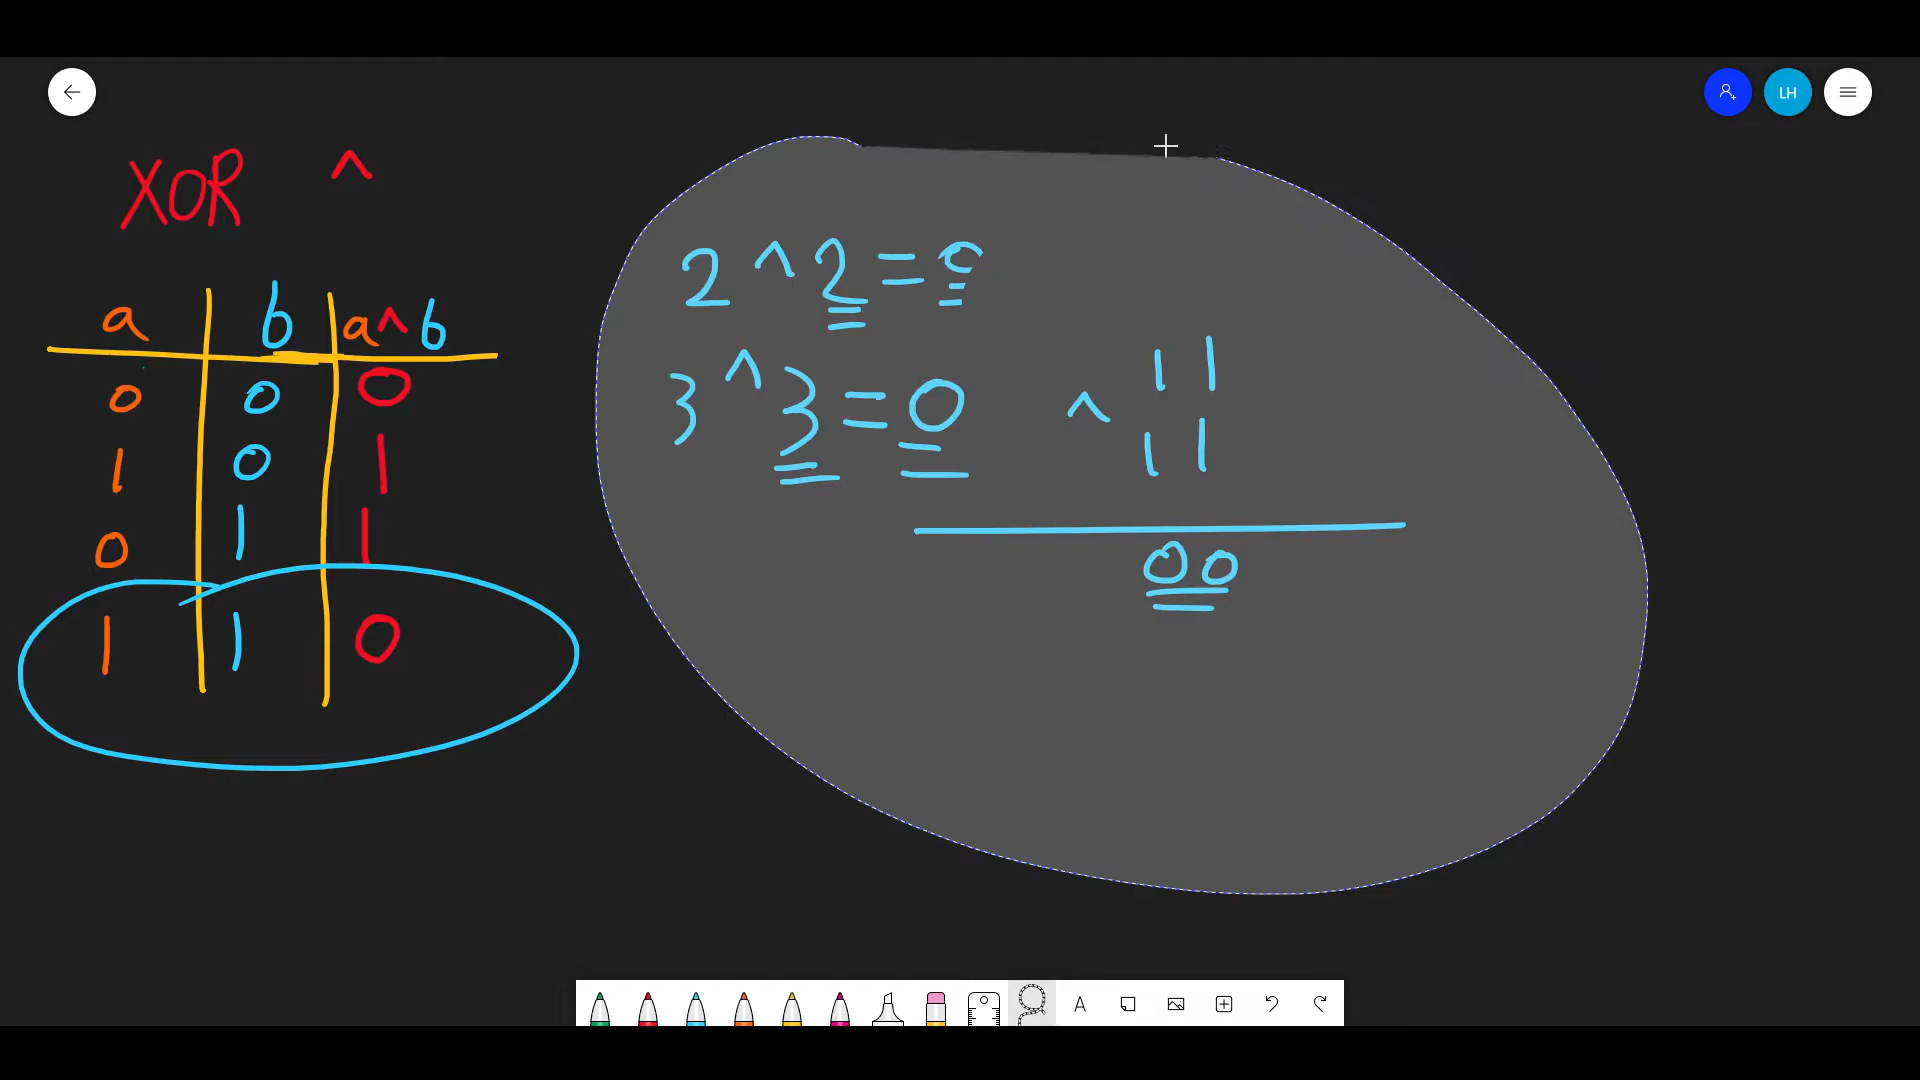 LH
XOR ^
a b a^b
0 0 0
1 0 1
0 1 1
1 1 0
2 ^ 2 =
3 ^ 3 = 0
^ 11
11
00
A